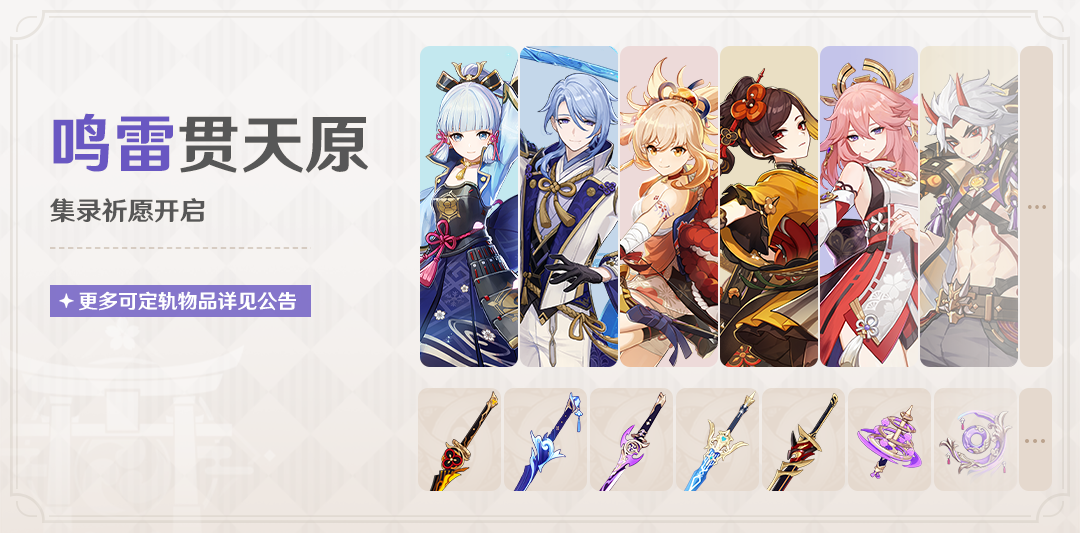 鸣雷贯天原
集录祈愿开启
更多可定轨物品详见公告